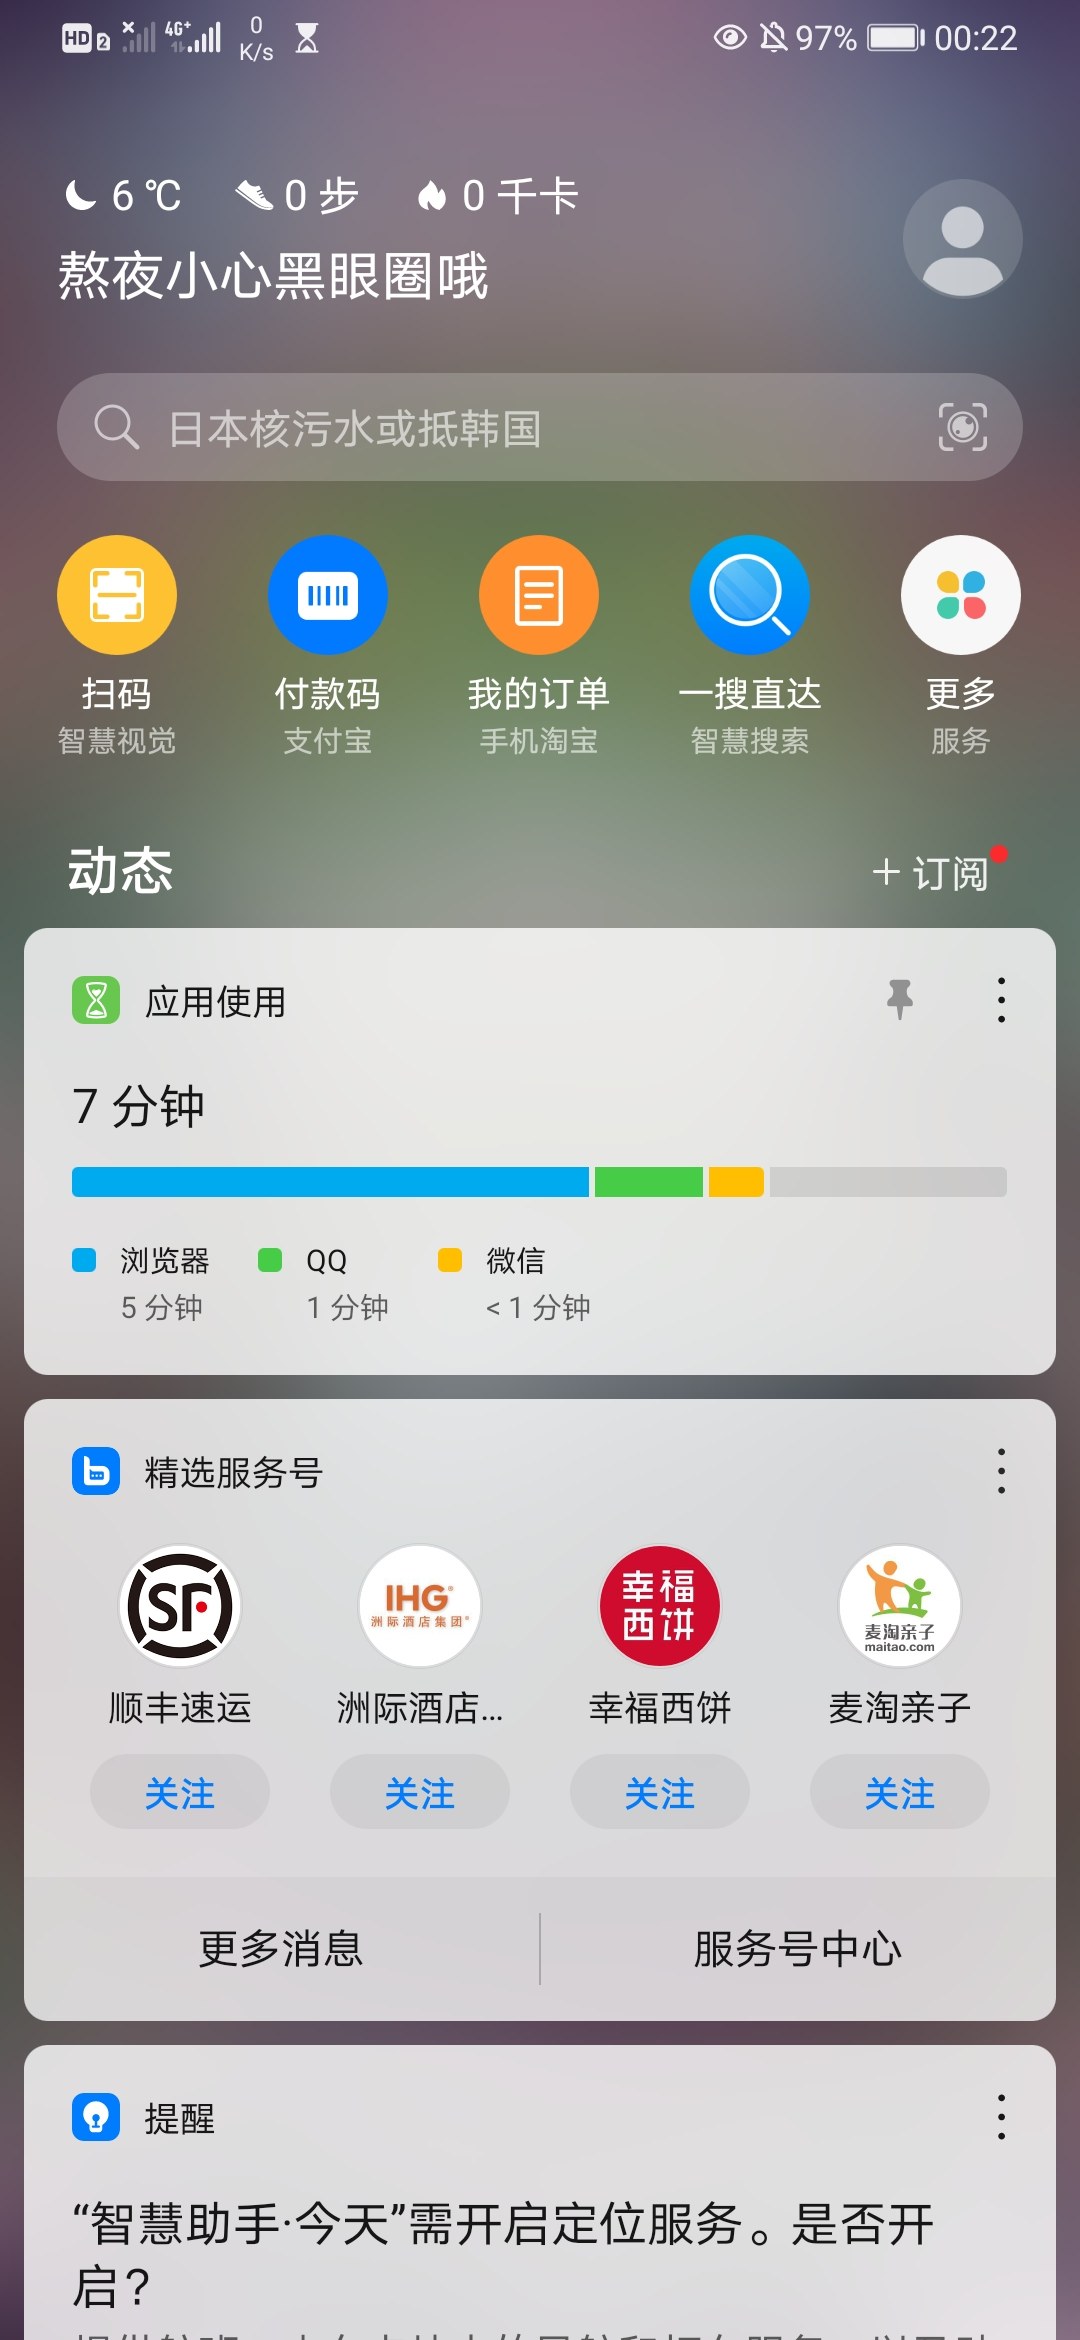 HD 2 4G+ 0 K/s 97% 00:22
6 ℃ 0 步 0 千卡
熬夜小心黑眼圈哦
日本核污水或抵韩国
扫码 付款码 我的订单 一搜直达 更多
智慧视觉 支付宝 手机淘宝 智慧搜索 服务
动态 + 订阅
应用使用
7 分钟
浏览器 QQ 微信
5 分钟 1 分钟 < 1 分钟
精选服务号
SF IHG 洲际酒店集团 幸福西饼 麦淘亲子 maitao.com
顺丰速运 洲际酒店... 幸福西饼 麦淘亲子
关注 关注 关注 关注
更多消息 服务号中心
提醒
“智慧助手·今天”需开启定位服务。是否开
启?